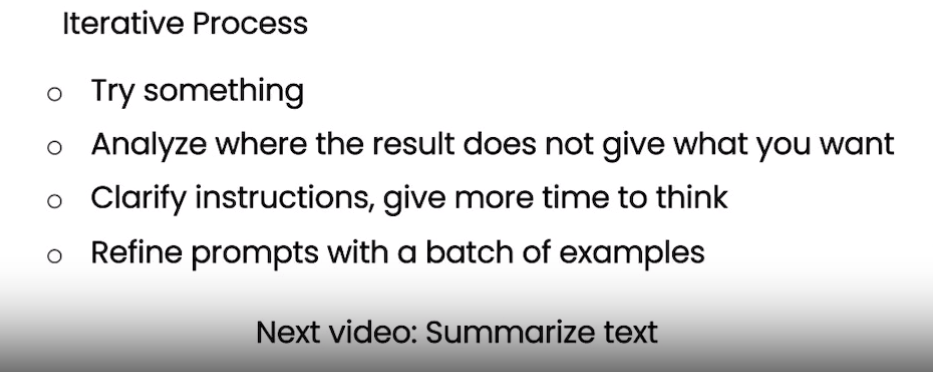 Iterative Process
○ Try something
○ Analyze where the result does not give what you want
○ Clarify instructions, give more time to think
○ Refine prompts with a batch of examples
Next video: Summarize text